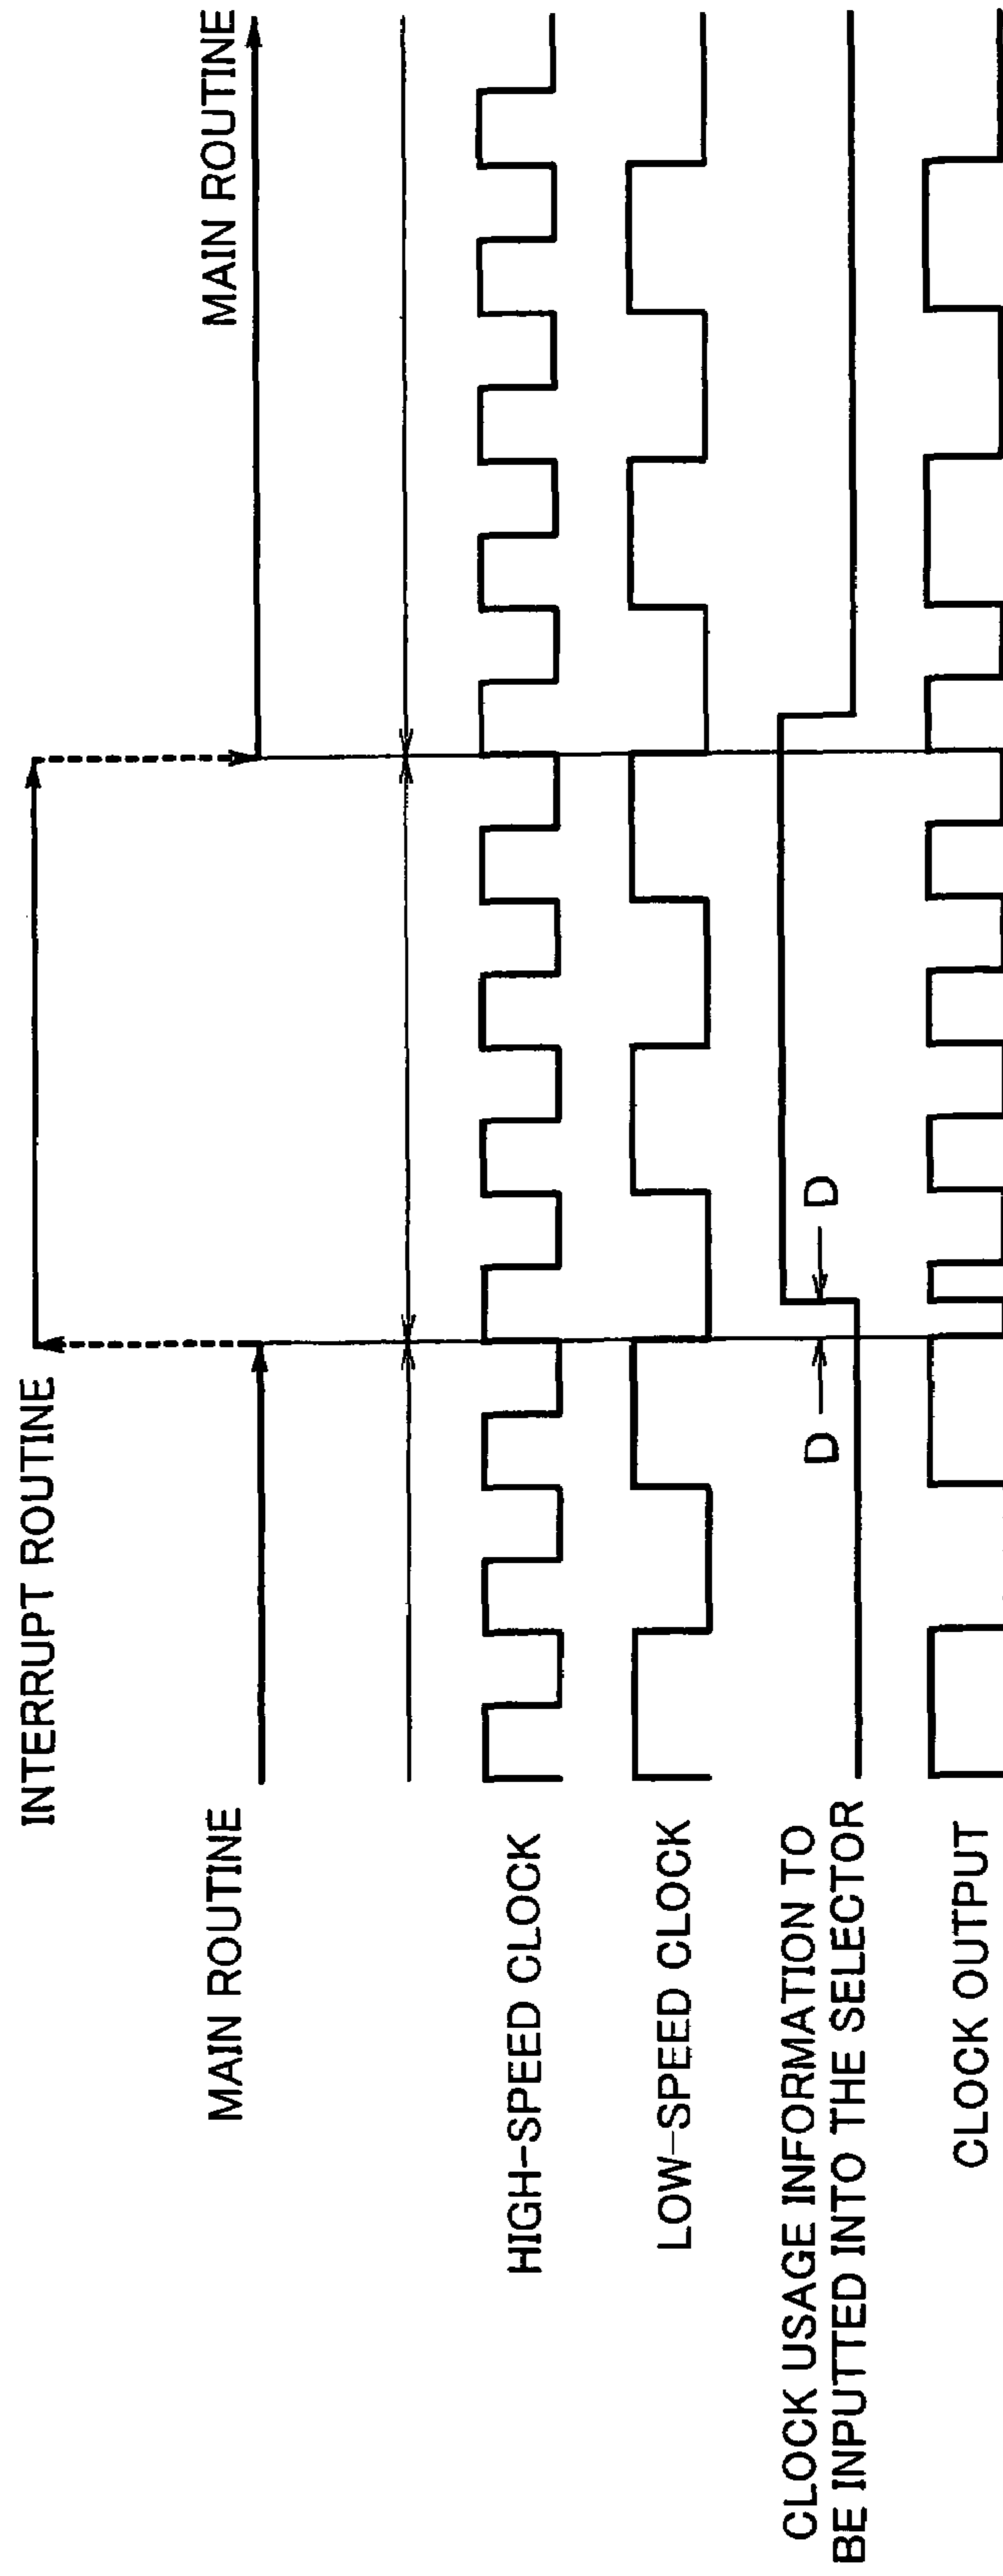 INTERRUPT ROUTINE
MAIN ROUTINE
MAIN ROUTINE
HIGH-SPEED CLOCK
LOW-SPEED CLOCK
CLOCK USAGE INFORMATION TO
BE INPUTTED INTO THE SELECTOR
D
D
CLOCK OUTPUT